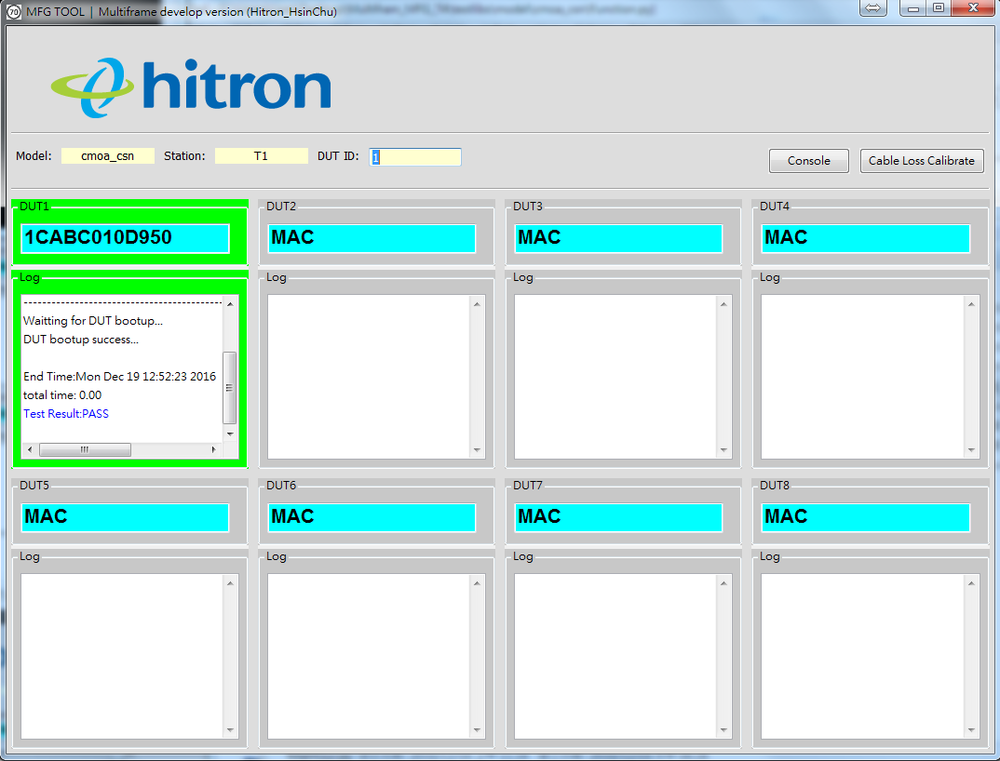 MFG TOOL | Multiframe develop version (Hitron_HsinChu)
hitron
Model: cmoa_csn Station: T1 DUT ID: 1 Console Cable Loss Calibrate
DUT1 DUT2 DUT3 DUT4
1CABC010D950 MAC MAC MAC
Log Log Log Log
Waitting for DUT bootup...
DUT bootup success...
End Time:Mon Dec 19 12:52:23 2016
total time: 0.00
Test Result:PASS
DUT5 DUT6 DUT7 DUT8
MAC MAC MAC MAC
Log Log Log Log